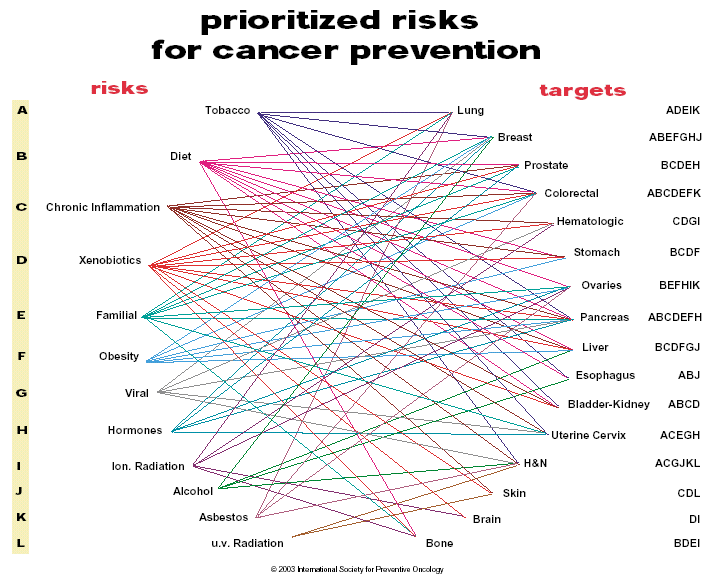 prioritized risks
for cancer prevention
risks targets
A Tobacco Lung ADEIK
Breast ABEFGHJ
B Diet Prostate BCDEH
Colorectal ABCDEFK
C Chronic Inflammation Hematologic CDGI
Stomach BCDF
D Xenobiotics Ovaries BEFHIK
E Familial Pancreas ABCDEFH
F Obesity Liver BCDFGJ
Esophagus ABJ
G Viral Bladder-Kidney ABCD
H Hormones Uterine Cervix ACEGH
I Ion. Radiation H&N ACGJKL
J Alcohol Skin CDL
K Asbestos Brain DI
L u.v. Radiation Bone BDEI
© 2003 International Society for Preventive Oncology